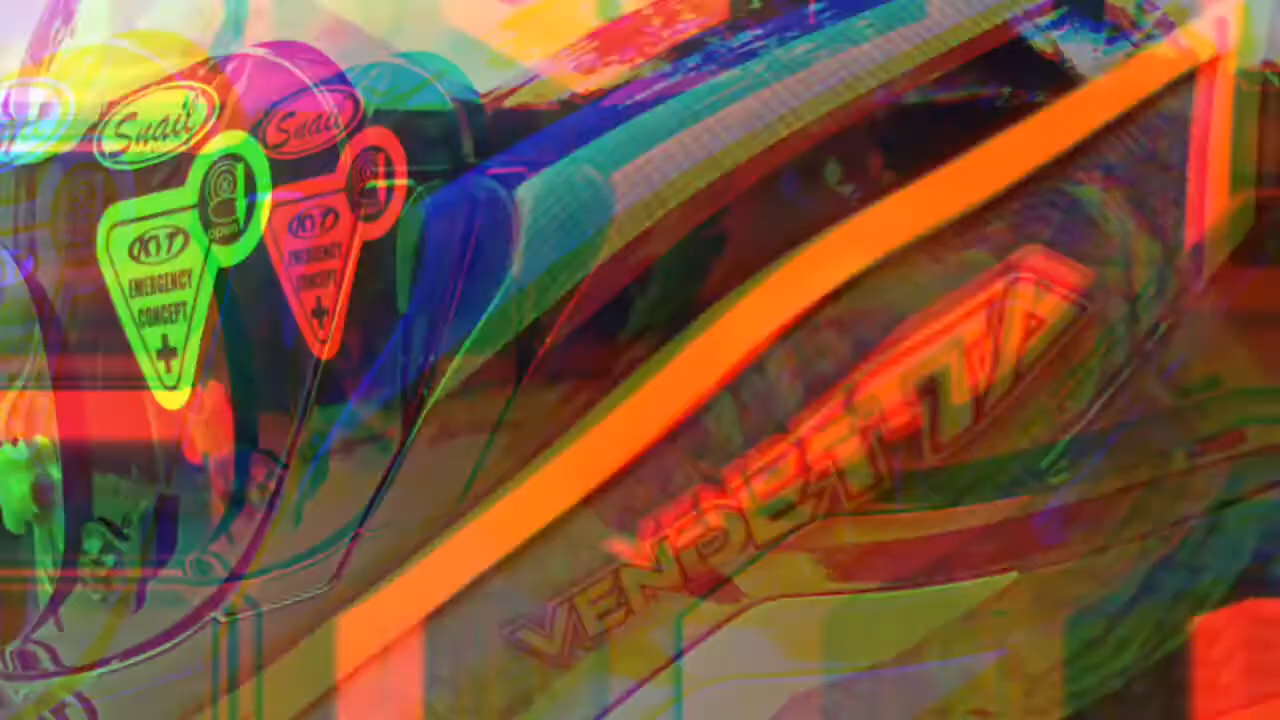 Snail
Snail
open
KYT
EMERGENCY
CONCEPT
KYT
EMERGENCY
CONCEPT
VENDETTA